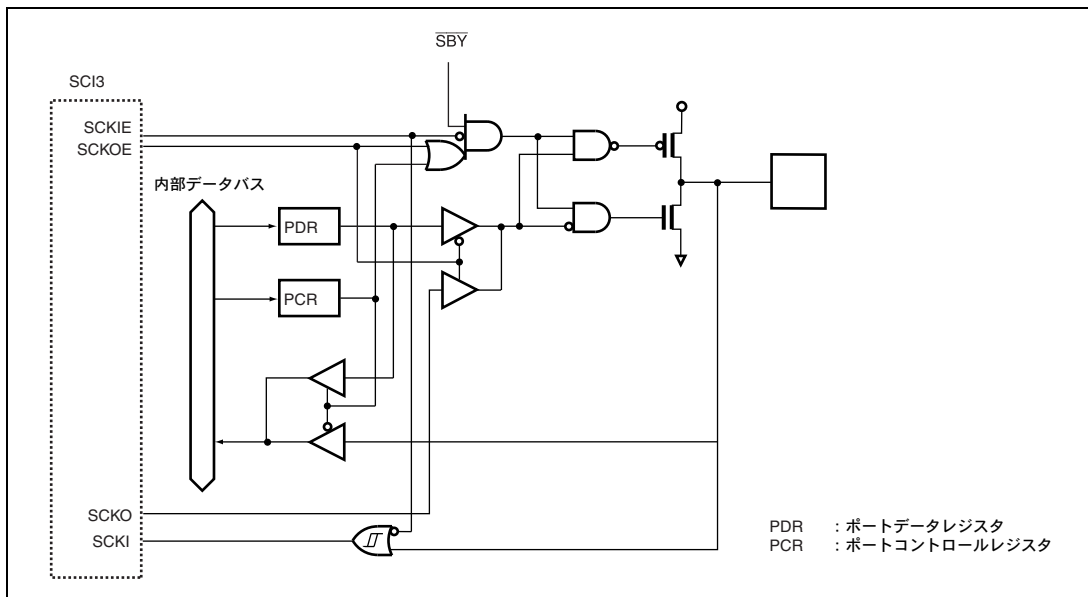 SBY
SCI3
SCKIE
SCKOE
内部データバス
PDR
PCR
SCKO
SCKI
PDR :ポートデータレジスタ
PCR :ポートコントロールレジスタ